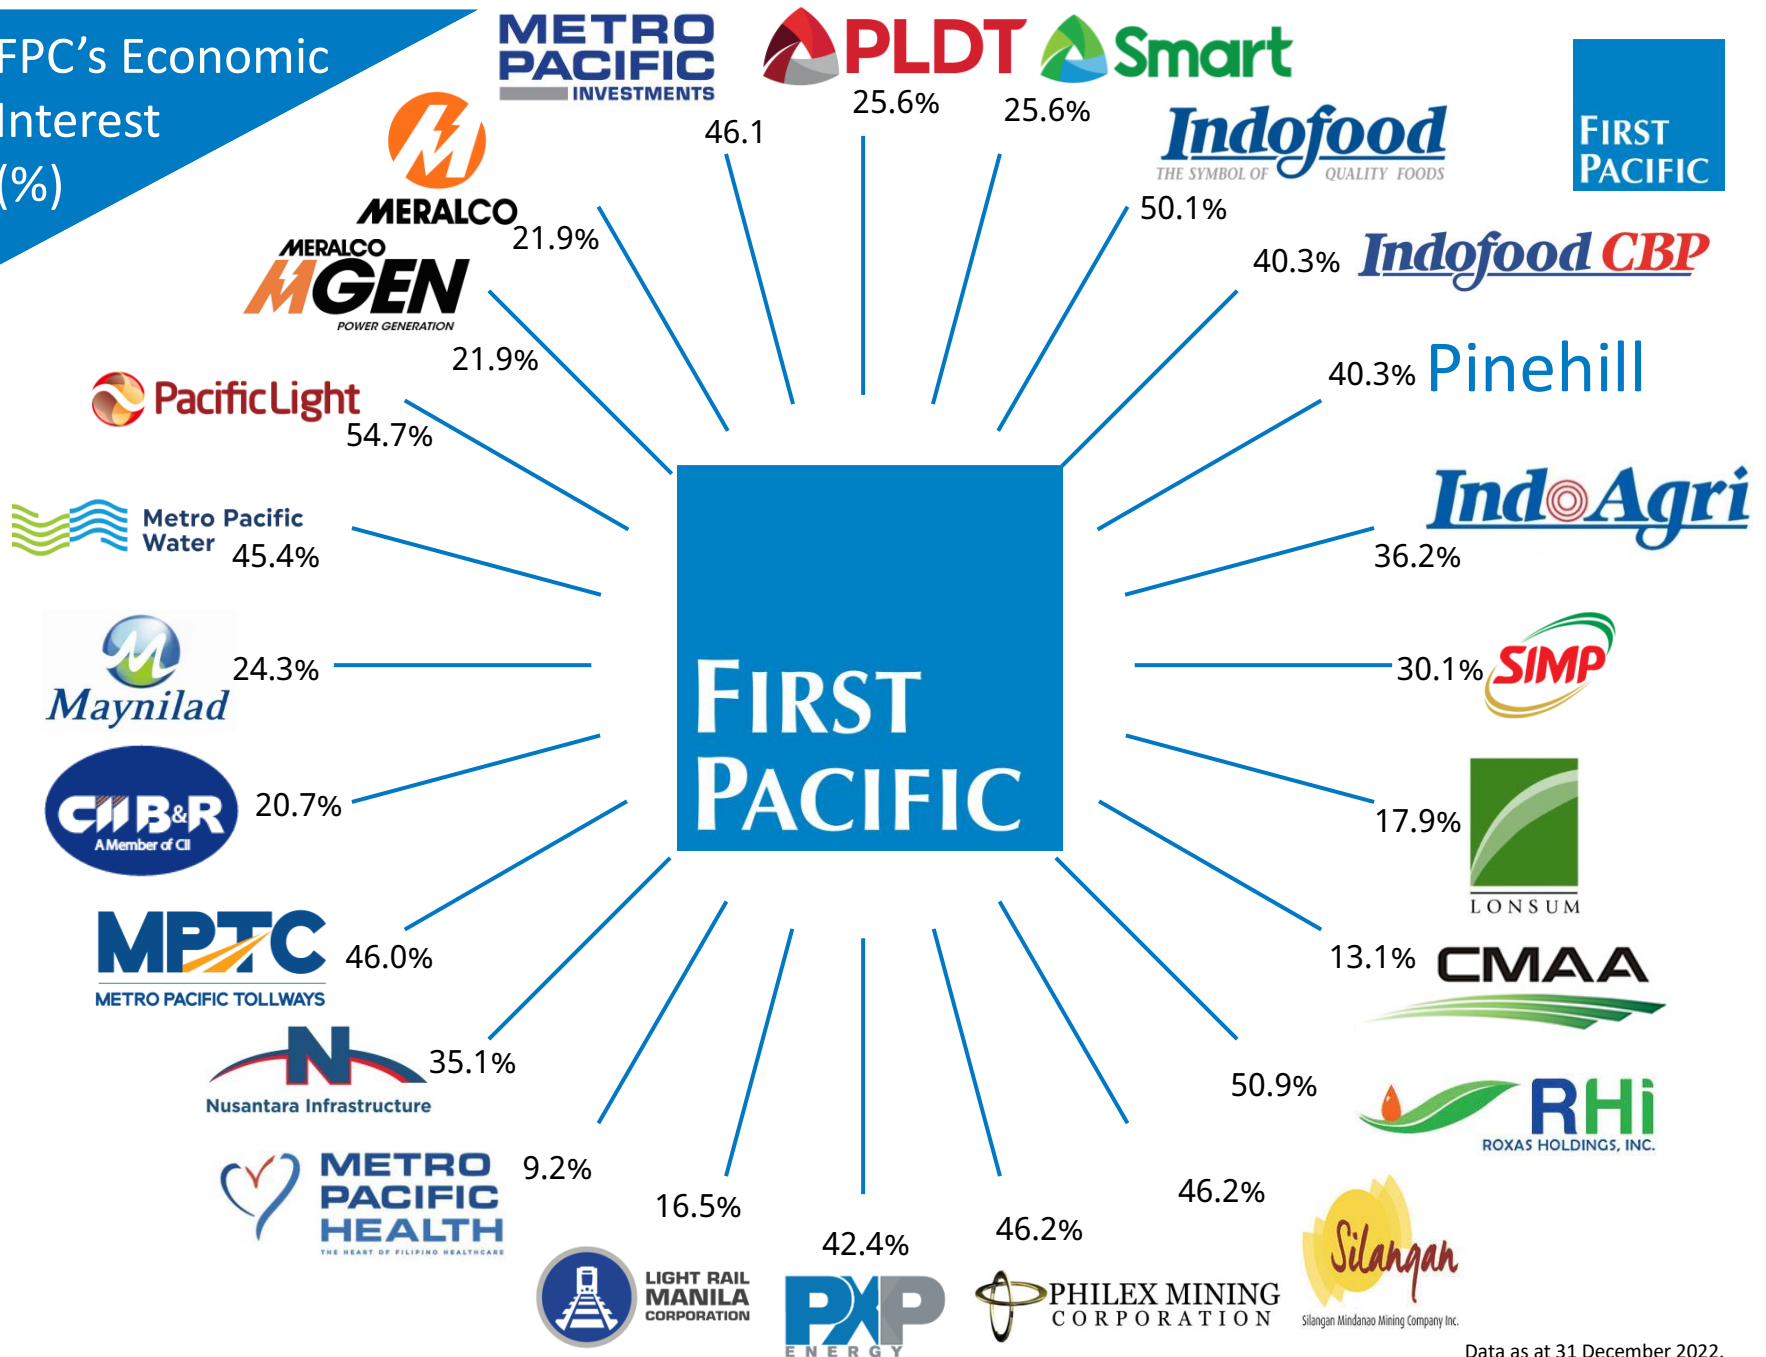 FPC’s Economic
Interest
(%)
METRO
PACIFIC
INVESTMENTS
46.1
PLDT
25.6%
Smart
25.6%
Indofood
THE SYMBOL OF QUALITY FOODS
50.1%
FIRST
PACIFIC
40.3%
Indofood CBP
40.3%
Pinehill
IndoAgri
36.2%
30.1%
SIMP
17.9%
LONSUM
13.1%
CMAA
50.9%
RHi
ROXAS HOLDINGS, INC.
46.2%
Silangan
Silangan Mindanao Mining Company Inc.
46.2%
PHILEX MINING
CORPORATION
42.4%
PXP
ENERGY
16.5%
LIGHT RAIL
MANILA
CORPORATION
9.2%
METRO
PACIFIC
HEALTH
THE HEART OF FILIPINO HEALTHCARE
35.1%
N
Nusantara Infrastructure
46.0%
MPTC
METRO PACIFIC TOLLWAYS
20.7%
CII B&R
A Member of CII
24.3%
M
Maynilad
Metro Pacific
Water
45.4%
PacificLight
54.7%
MERALCO
MGEN
POWER GENERATION
21.9%
M
MERALCO
21.9%
FIRST
PACIFIC
Data as at 31 December 2022.